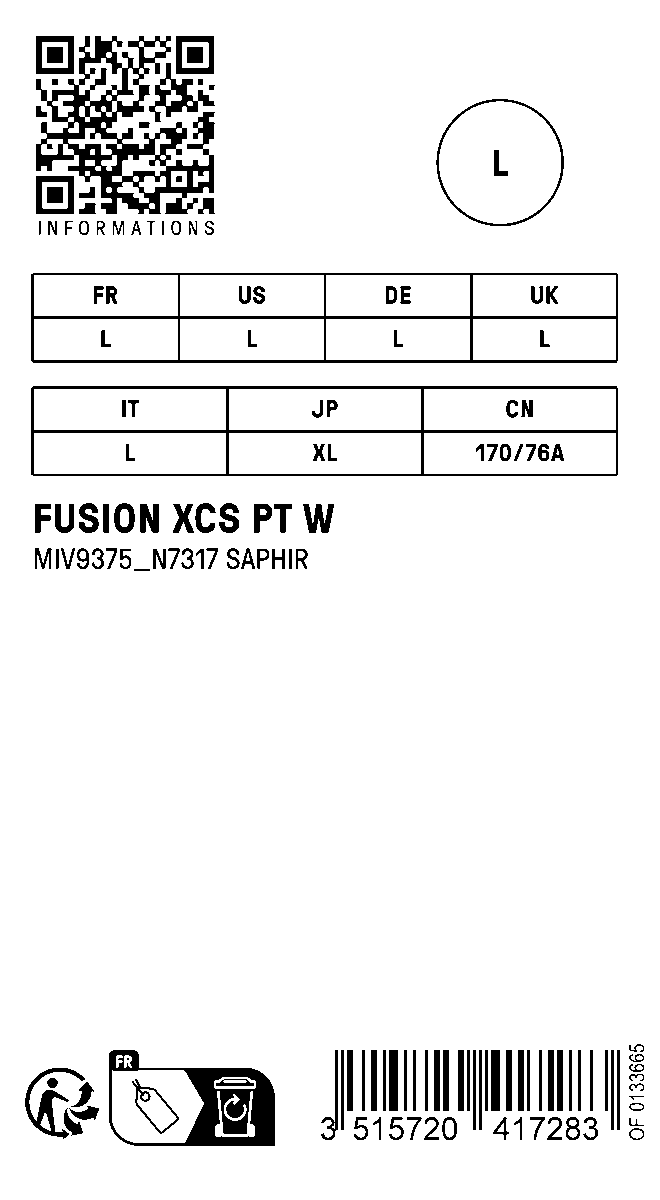 INFORMATIONS
L
FR US DE UK
L L L L
IT JP CN
L XL 170/76A
FUSION XCS PT W
MIV9375_N7317 SAPHIR
FR
3 515720 417283
OF 0133665